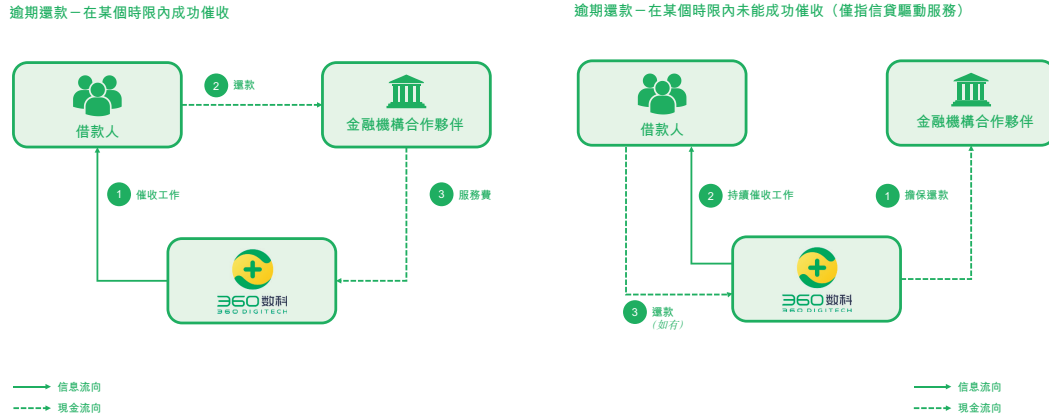 逾期還款－在某個時限內成功催收
借款人
2 還款
金融機構合作夥伴
1 催收工作
3 服務費
360数科
360 DIGITECH
信息流向
現金流向
逾期還款－在某個時限內未能成功催收（僅指信貸驅動服務）
借款人
金融機構合作夥伴
2 持續催收工作
1 擔保還款
360数科
360 DIGITECH
3 還款
(如有)
信息流向
現金流向